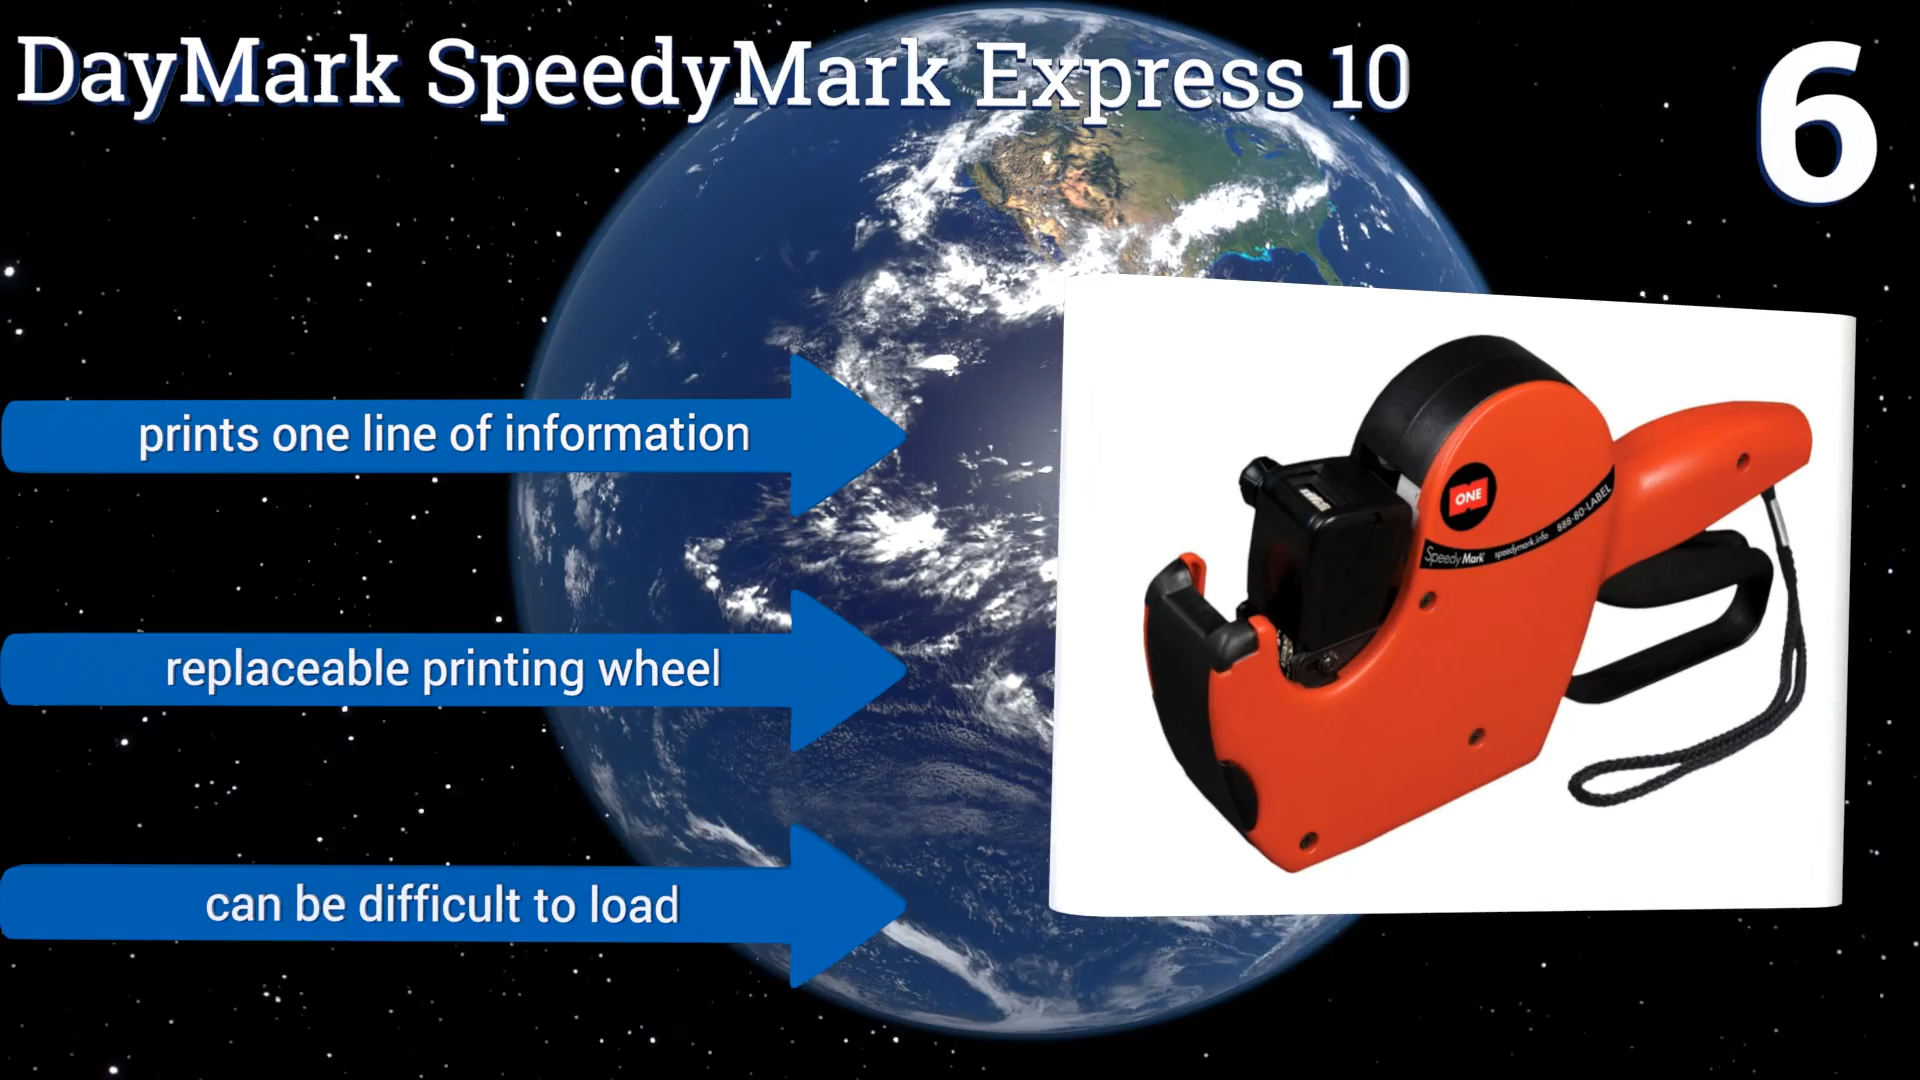 DayMark SpeedyMark Express 10
6
prints one line of information
replaceable printing wheel
can be difficult to load
ONE
SpeedyMark speedymark.info 888-80-LABEL